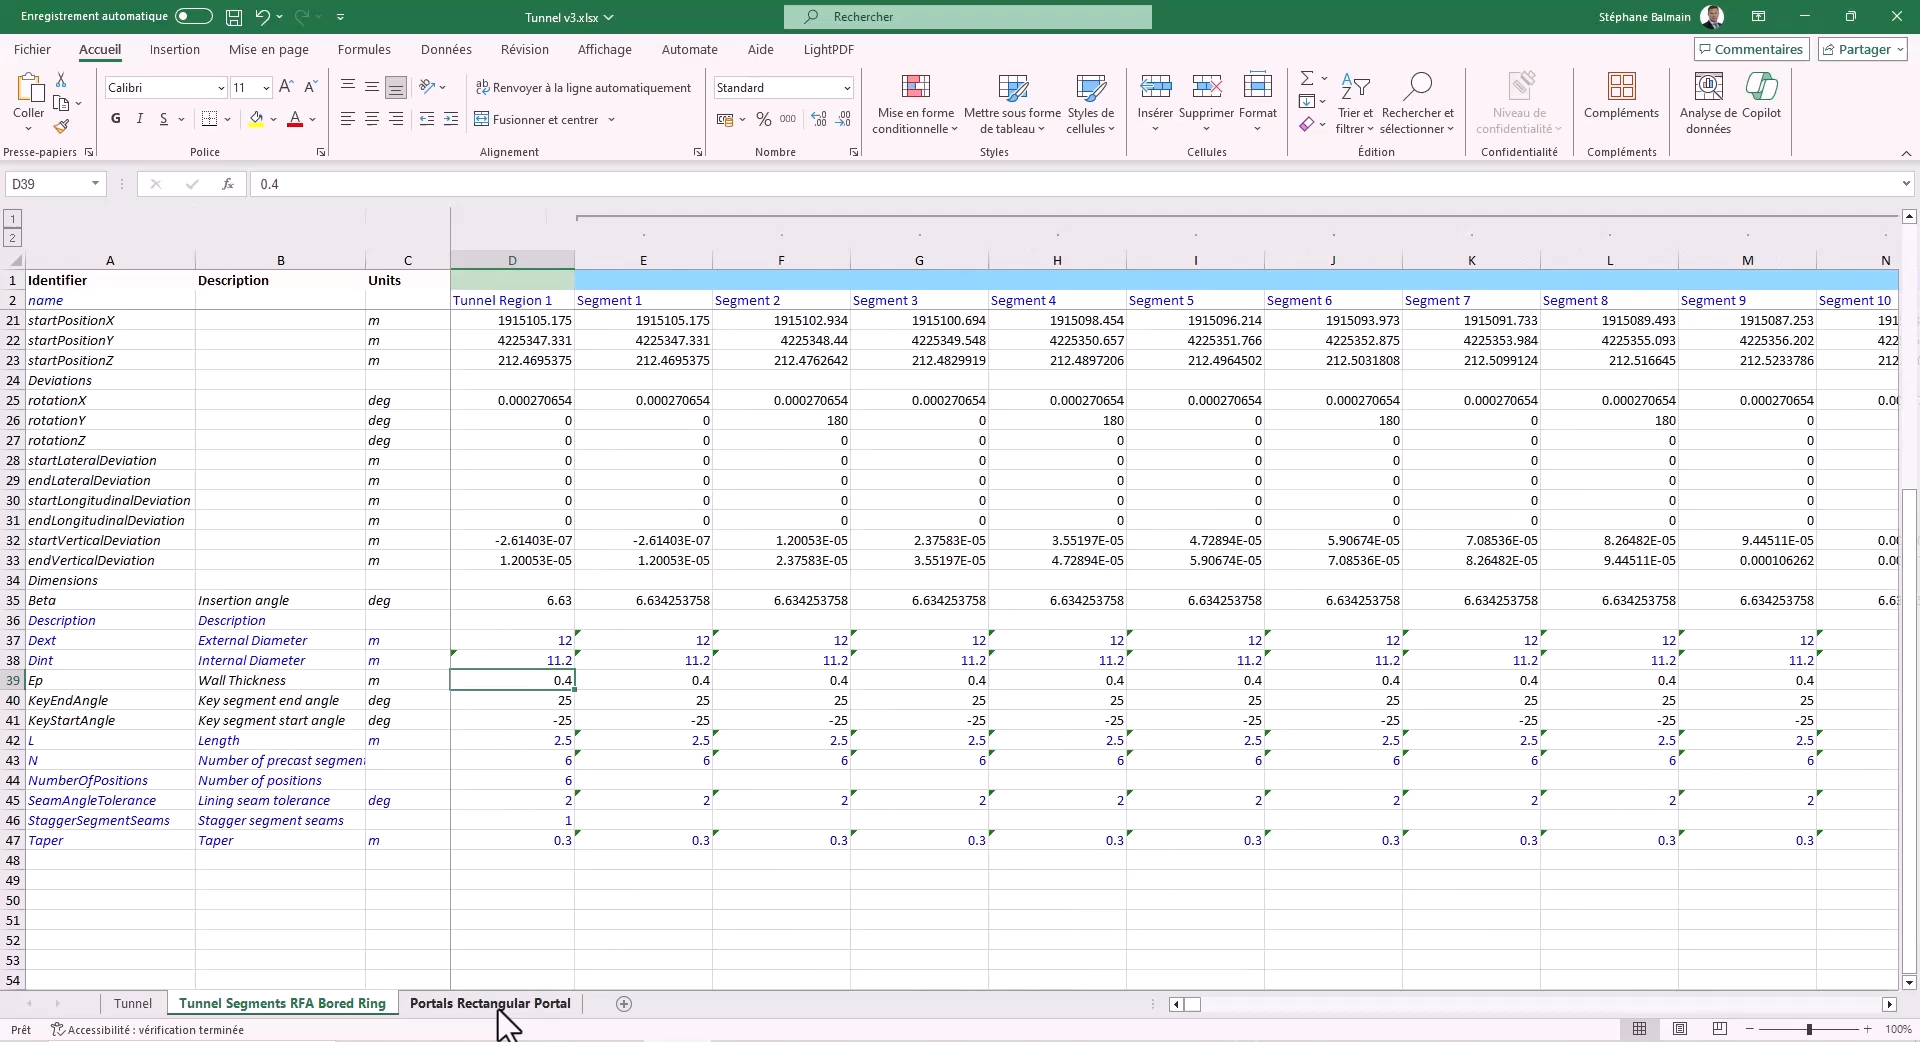 Enregistrement automatique
Tunnel v3.xlsx
Rechercher
Stéphane Balmain
Fichier Accueil Insertion Mise en page Formules Données Révision Affichage Automate Aide LightPDF
Commentaires Partager
Coller
Calibri 11
G I S
Renvoyer à la ligne automatiquement
Fusionner et centrer
Standard
% 000
Mise en forme conditionnelle
Mettre sous forme de tableau
Styles de cellules
Insérer Supprimer Format
Trier et filtrer
Rechercher et sélectionner
Niveau de confidentialité
Compléments
Analyse de données
Copilot
Presse-papiers Police Alignement Nombre Styles Cellules Édition Confidentialité Compléments
D39 fx 0.4
1
2
A B C D E F G H I J K L M N
1 Identifier Description Units
2 name Tunnel Region 1 Segment 1 Segment 2 Segment 3 Segment 4 Segment 5 Segment 6 Segment 7 Segment 8 Segment 9 Segment 10
21 startPositionX m 1915105.175 1915105.175 1915102.934 1915100.694 1915098.454 1915096.214 1915093.973 1915091.733 1915089.493 1915087.253 191
22 startPositionY m 4225347.331 4225347.331 4225348.44 4225349.548 4225350.657 4225351.766 4225352.875 4225353.984 4225355.093 4225356.202 422
23 startPositionZ m 212.4695375 212.4695375 212.4762642 212.4829919 212.4897206 212.4964502 212.5031808 212.5099124 212.516645 212.5233786 212
24 Deviations
25 rotationX deg 0.000270654 0.000270654 0.000270654 0.000270654 0.000270654 0.000270654 0.000270654 0.000270654 0.000270654 0.000270654 0.00
26 rotationY deg 0 0 180 0 180 0 180 0 180 0
27 rotationZ deg 0 0 0 0 0 0 0 0 0 0
28 startLateralDeviation m 0 0 0 0 0 0 0 0 0 0
29 endLateralDeviation m 0 0 0 0 0 0 0 0 0 0
30 startLongitudinalDeviation m 0 0 0 0 0 0 0 0 0 0
31 endLongitudinalDeviation m 0 0 0 0 0 0 0 0 0 0
32 startVerticalDeviation m -2.61403E-07 -2.61403E-07 1.20053E-05 2.37583E-05 3.55197E-05 4.72894E-05 5.90674E-05 7.08536E-05 8.26482E-05 9.44511E-05 0.00
33 endVerticalDeviation m 1.20053E-05 1.20053E-05 2.37583E-05 3.55197E-05 4.72894E-05 5.90674E-05 7.08536E-05 8.26482E-05 9.44511E-05 0.000106262 0.00
34 Dimensions
35 Beta Insertion angle deg 6.63 6.634253758 6.634253758 6.634253758 6.634253758 6.634253758 6.634253758 6.634253758 6.634253758 6.634253758 6.63
36 Description Description
37 Dext External Diameter m 12 12 12 12 12 12 12 12 12 12
38 Dint Internal Diameter m 11.2 11.2 11.2 11.2 11.2 11.2 11.2 11.2 11.2 11.2
39 Ep Wall Thickness m 0.4 0.4 0.4 0.4 0.4 0.4 0.4 0.4 0.4 0.4
40 KeyEndAngle Key segment end angle deg 25 25 25 25 25 25 25 25 25 25
41 KeyStartAngle Key segment start angle deg -25 -25 -25 -25 -25 -25 -25 -25 -25 -25
42 L Length m 2.5 2.5 2.5 2.5 2.5 2.5 2.5 2.5 2.5 2.5
43 N Number of precast segment 6 6 6 6 6 6 6 6 6 6
44 NumberOfPositions Number of positions 6
45 SeamAngleTolerance Lining seam tolerance deg 2 2 2 2 2 2 2 2 2 2
46 StaggerSegmentSeams Stagger segment seams 1
47 Taper Taper m 0.3 0.3 0.3 0.3 0.3 0.3 0.3 0.3 0.3 0.3
48
49
50
51
52
53
54
Tunnel Tunnel Segments RFA Bored Ring Portals Rectangular Portal
Prêt Accessibilité : vérification terminée 100%